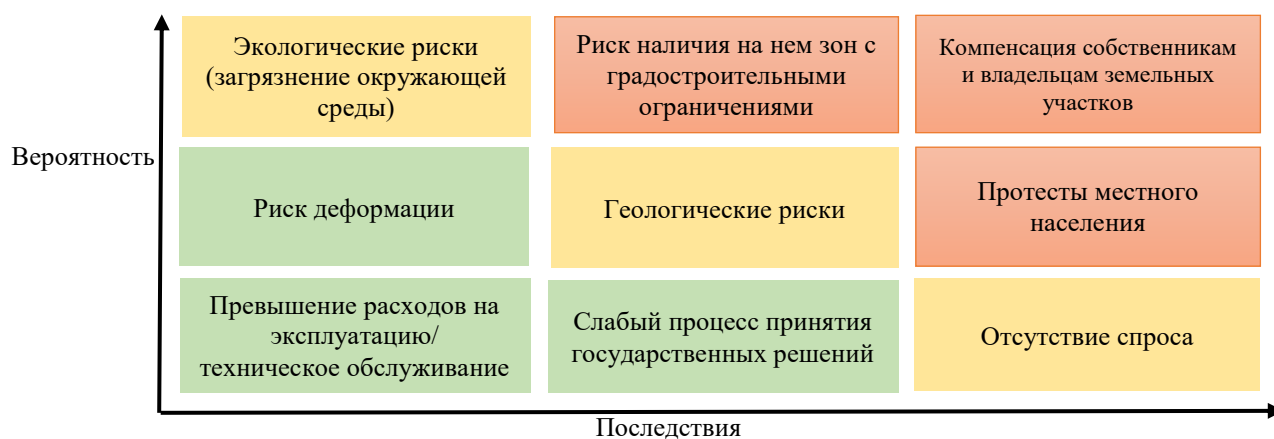 Экологические риски
(загрязнение окружающей
среды)
Риск наличия на нем зон с
градостроительными
ограничениями
Компенсация собственникам
и владельцам земельных
участков
Вероятность
Риск деформации
Геологические риски
Протесты местного
населения
Превышение расходов на
эксплуатацию/
техническое обслуживание
Слабый процесс принятия
государственных решений
Отсутствие спроса
Последствия